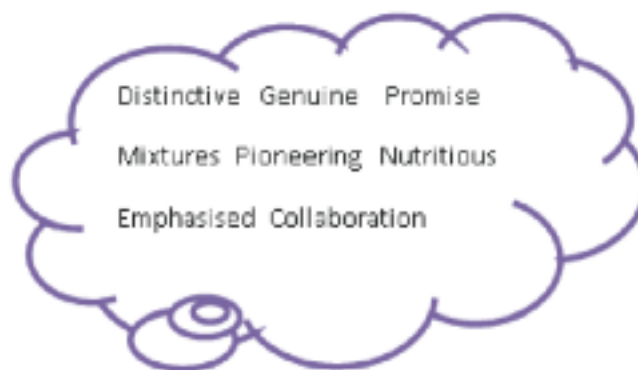 Distinctive Genuine Promise
Mixtures Pioneering Nutritious
Emphasised Collaboration